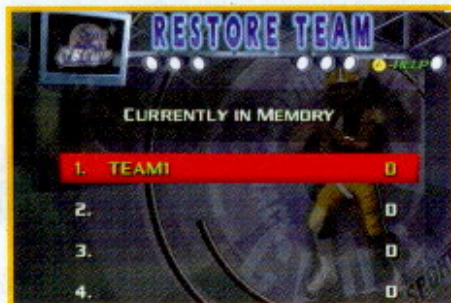 RESTORE TEAM
HELP
CURRENTLY IN MEMORY
1. TEAM1 0
2. 0
3. 0
4. 0